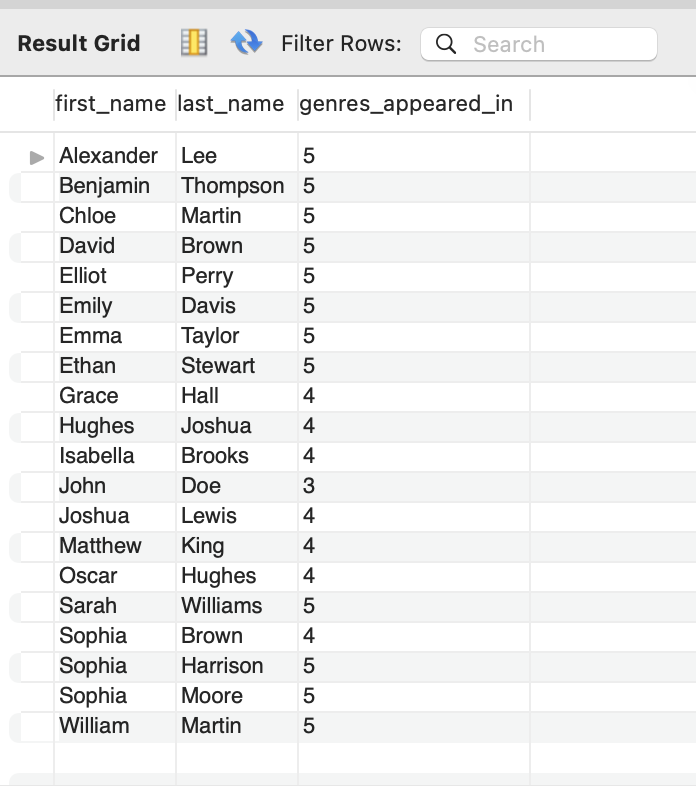 Result Grid Filter Rows: Search
first_name last_name genres_appeared_in
Alexander Lee 5
Benjamin Thompson 5
Chloe Martin 5
David Brown 5
Elliot Perry 5
Emily Davis 5
Emma Taylor 5
Ethan Stewart 5
Grace Hall 4
Hughes Joshua 4
Isabella Brooks 4
John Doe 3
Joshua Lewis 4
Matthew King 4
Oscar Hughes 4
Sarah Williams 5
Sophia Brown 4
Sophia Harrison 5
Sophia Moore 5
William Martin 5